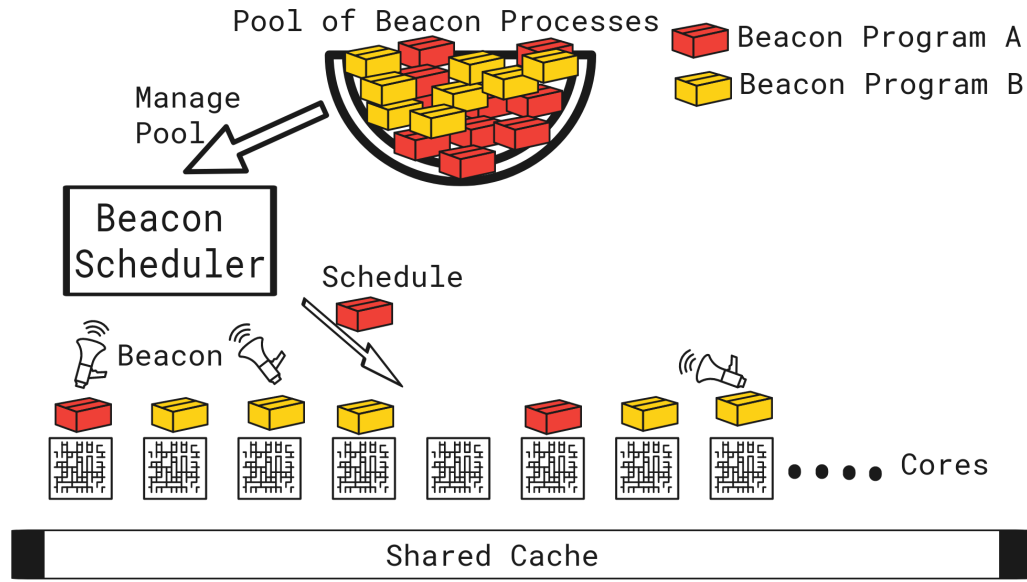 Pool of Beacon Processes
Beacon Program A
Beacon Program B
Manage
Pool
Beacon
Scheduler
Schedule
Beacon
Cores
Shared Cache